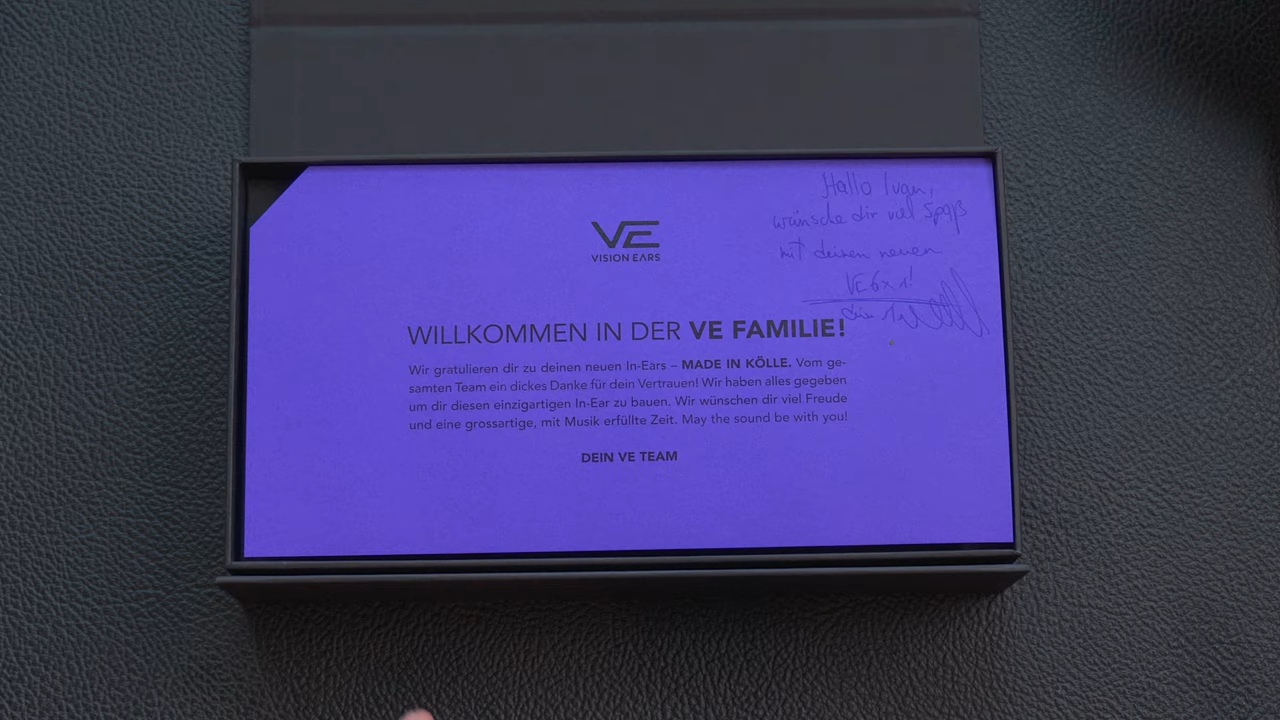 Hallo Ivan,
wünsche dir viel Spaß
mit deinen neuen
VE6x1!
VE
VISION EARS
WILLKOMMEN IN DER VE FAMILIE!
Wir gratulieren dir zu deinen neuen In-Ears – MADE IN KÖLLE. Vom ge-
samten Team ein dickes Danke für dein Vertrauen! Wir haben alles gegeben
um dir diesen einzigartigen In-Ear zu bauen. Wir wünschen dir viel Freude
und eine grossartige, mit Musik erfüllte Zeit. May the sound be with you!
DEIN VE TEAM